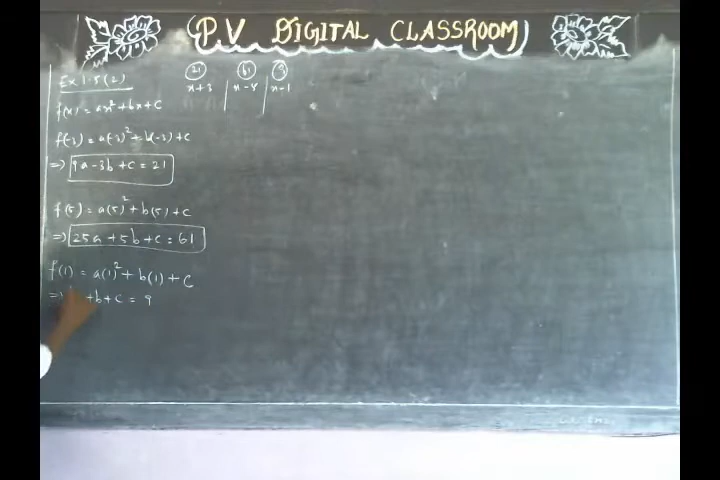 P.V DIGITAL CLASSROOM
Ex 1.5(2)
21 61 9
x+3 | x-5 | x-1
f(x) = ax²+bx+c
f(-3) = a(-3)²+b(-3)+c
=> 9a-3b+c = 21
f(5) = a(5)²+b(5)+c
=> 25a+5b+c = 61
f(1) = a(1)²+b(1)+c
=> +b+c = 9